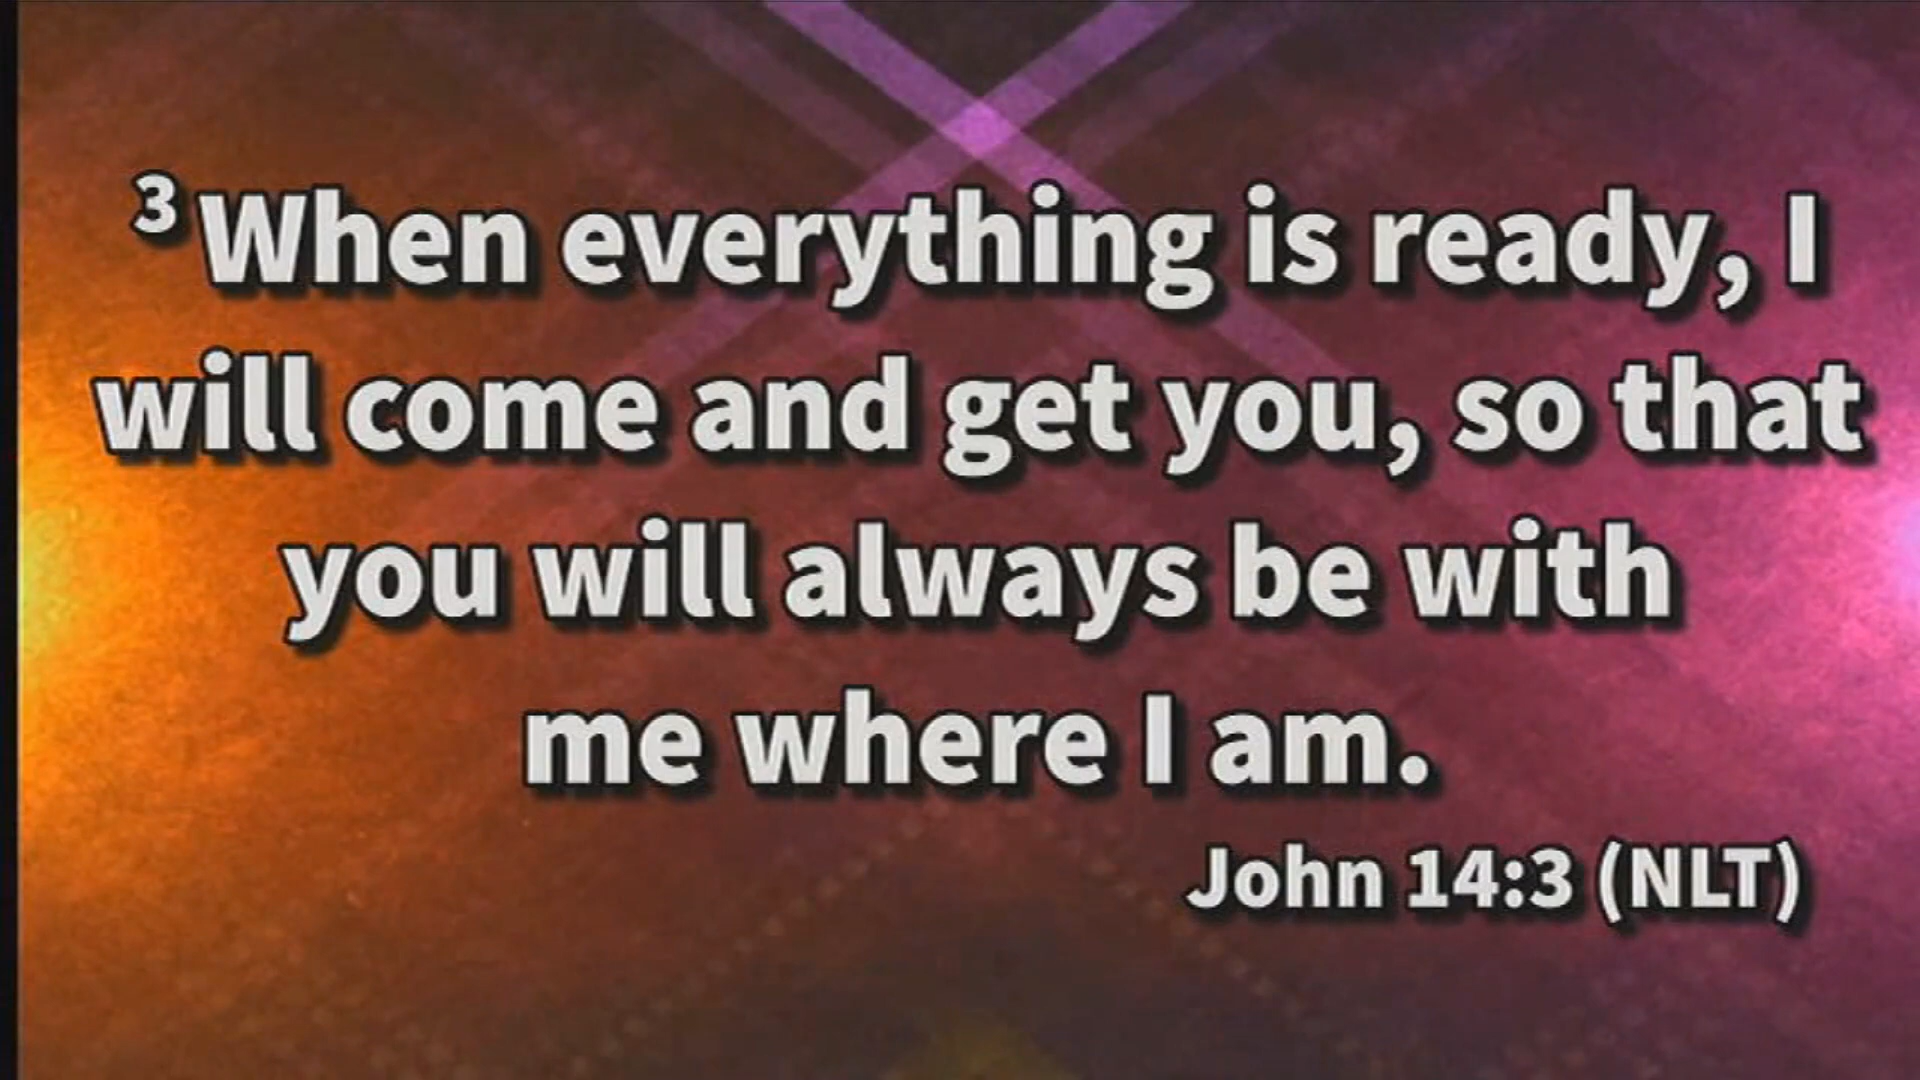 3 When everything is ready, I
will come and get you, so that
you will always be with
me where I am.
John 14:3 (NLT)